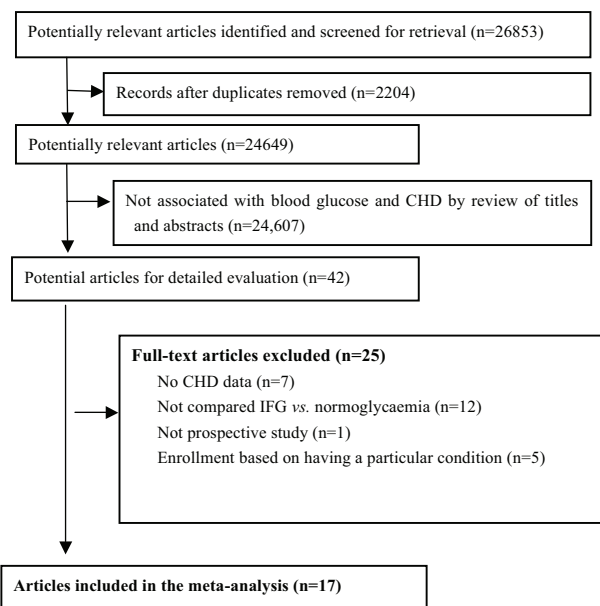 Potentially relevant articles identified and screened for retrieval (n=26853)
Records after duplicates removed (n=2204)
Potentially relevant articles (n=24649)
Not associated with blood glucose and CHD by review of titles
and abstracts (n=24,607)
Potential articles for detailed evaluation (n=42)
Full-text articles excluded (n=25)
No CHD data (n=7)
Not compared IFG vs. normoglycaemia (n=12)
Not prospective study (n=1)
Enrollment based on having a particular condition (n=5)
Articles included in the meta-analysis (n=17)